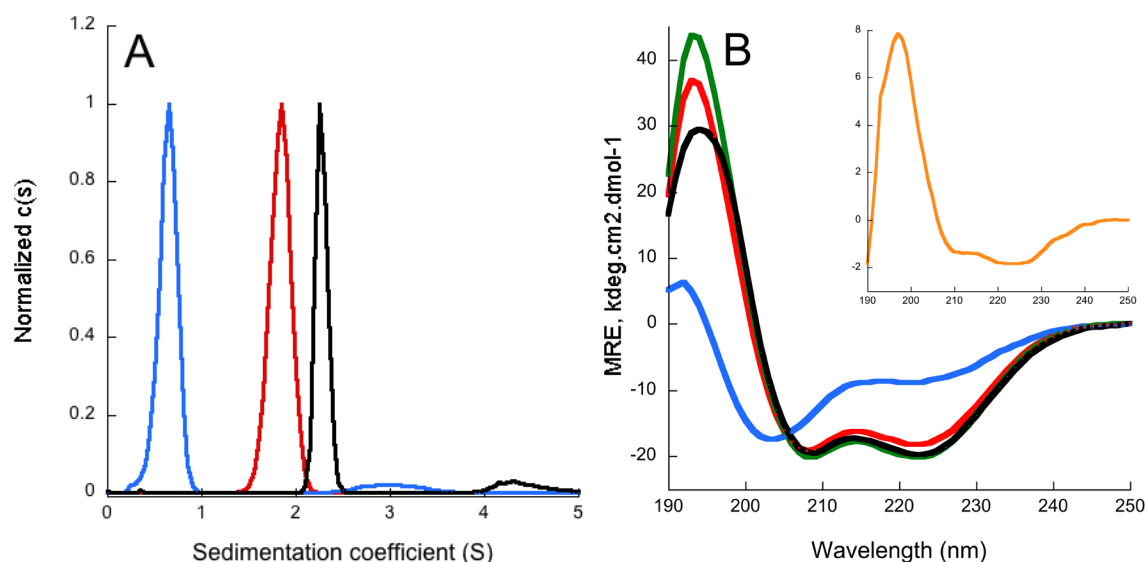 A
Normalized c(s)
1.2
1
0.8
0.6
0.4
0.2
0
0 1 2 3 4 5
Sedimentation coefficient (S)
B
MRE, kdeg.cm2.dmol-1
40
30
20
10
0
-10
-20
190 200 210 220 230 240 250
Wavelength (nm)
8
6
4
2
0
-2
190 200 210 220 230 240 250